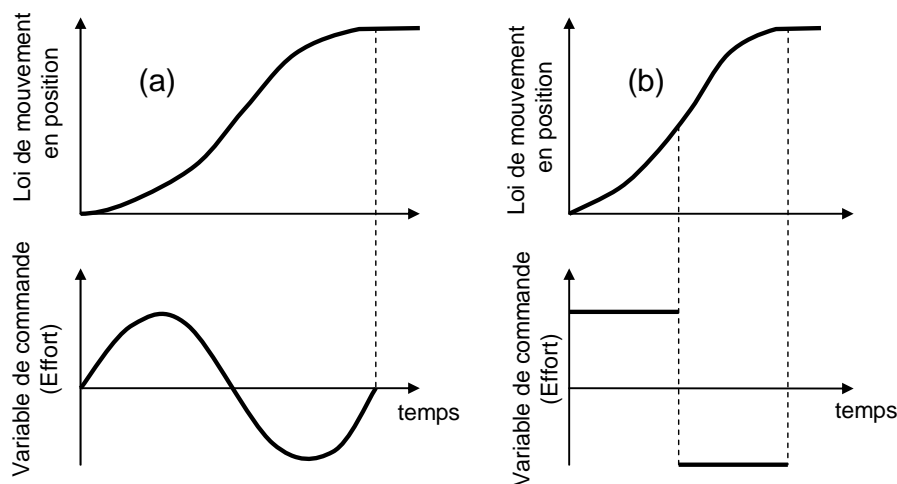 Loi de mouvement
en position
(a)
Variable de commande
(Effort)
temps
Loi de mouvement
en position
(b)
Variable de commande
(Effort)
temps